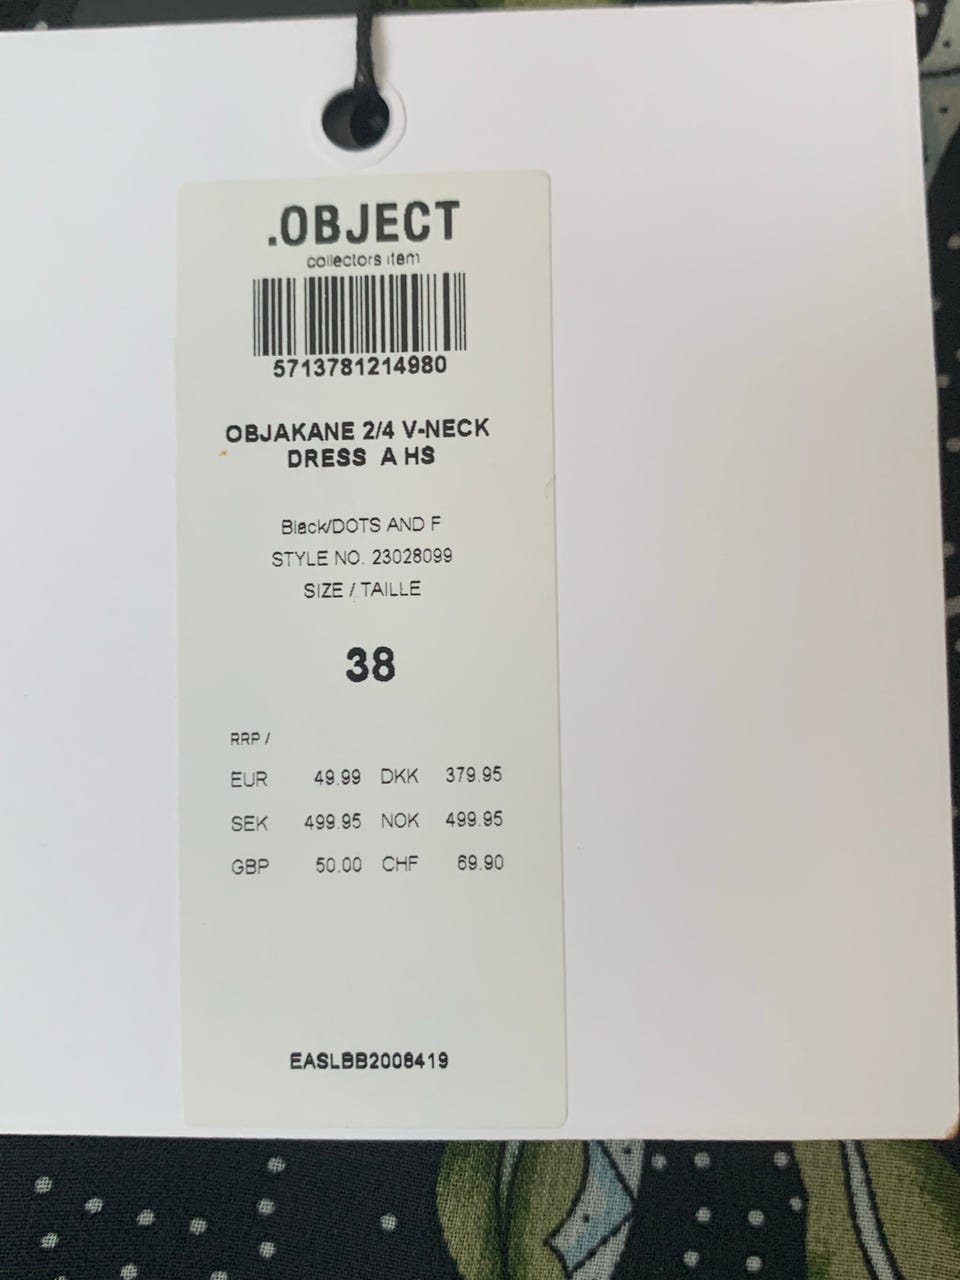 .OBJECT
collectors item
5713781214980
OBJAKANE 2/4 V-NECK
DRESS A HS
Black/DOTS AND F
STYLE NO. 23028099
SIZE / TAILLE
38
RRP /
EUR 49.99 DKK 379.95
SEK 499.95 NOK 499.95
GBP 50.00 CHF 69.90
EASLBB2008419